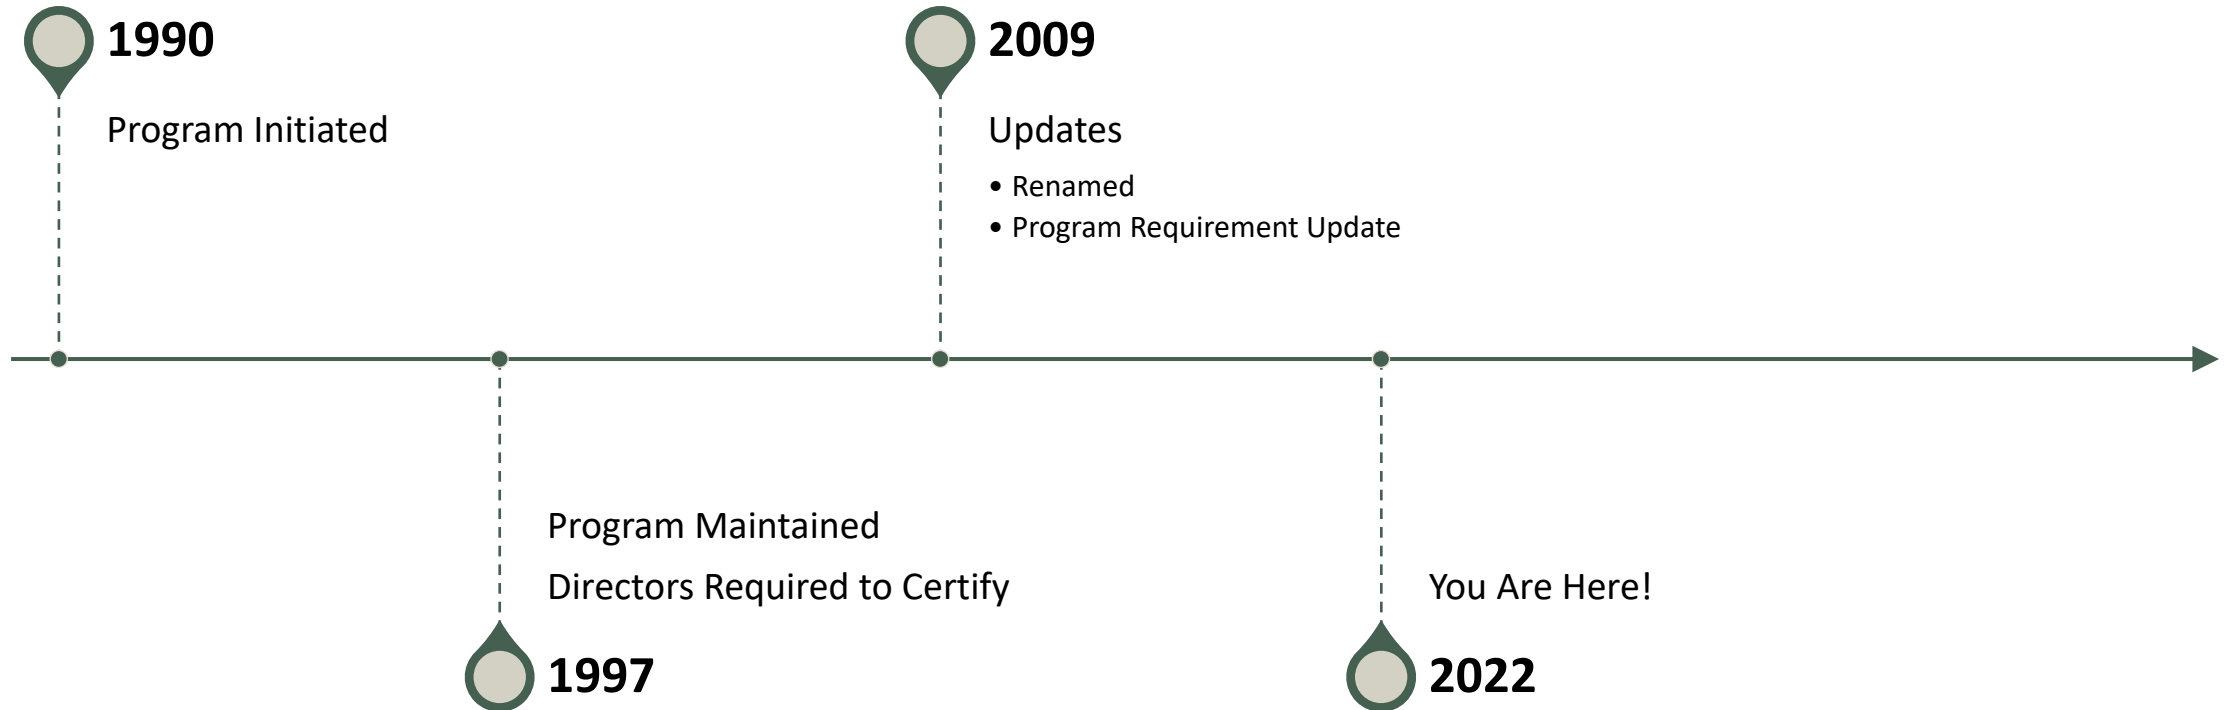 1990
Program Initiated
2009
Updates
• Renamed
• Program Requirement Update
Program Maintained
Directors Required to Certify
1997
You Are Here!
2022